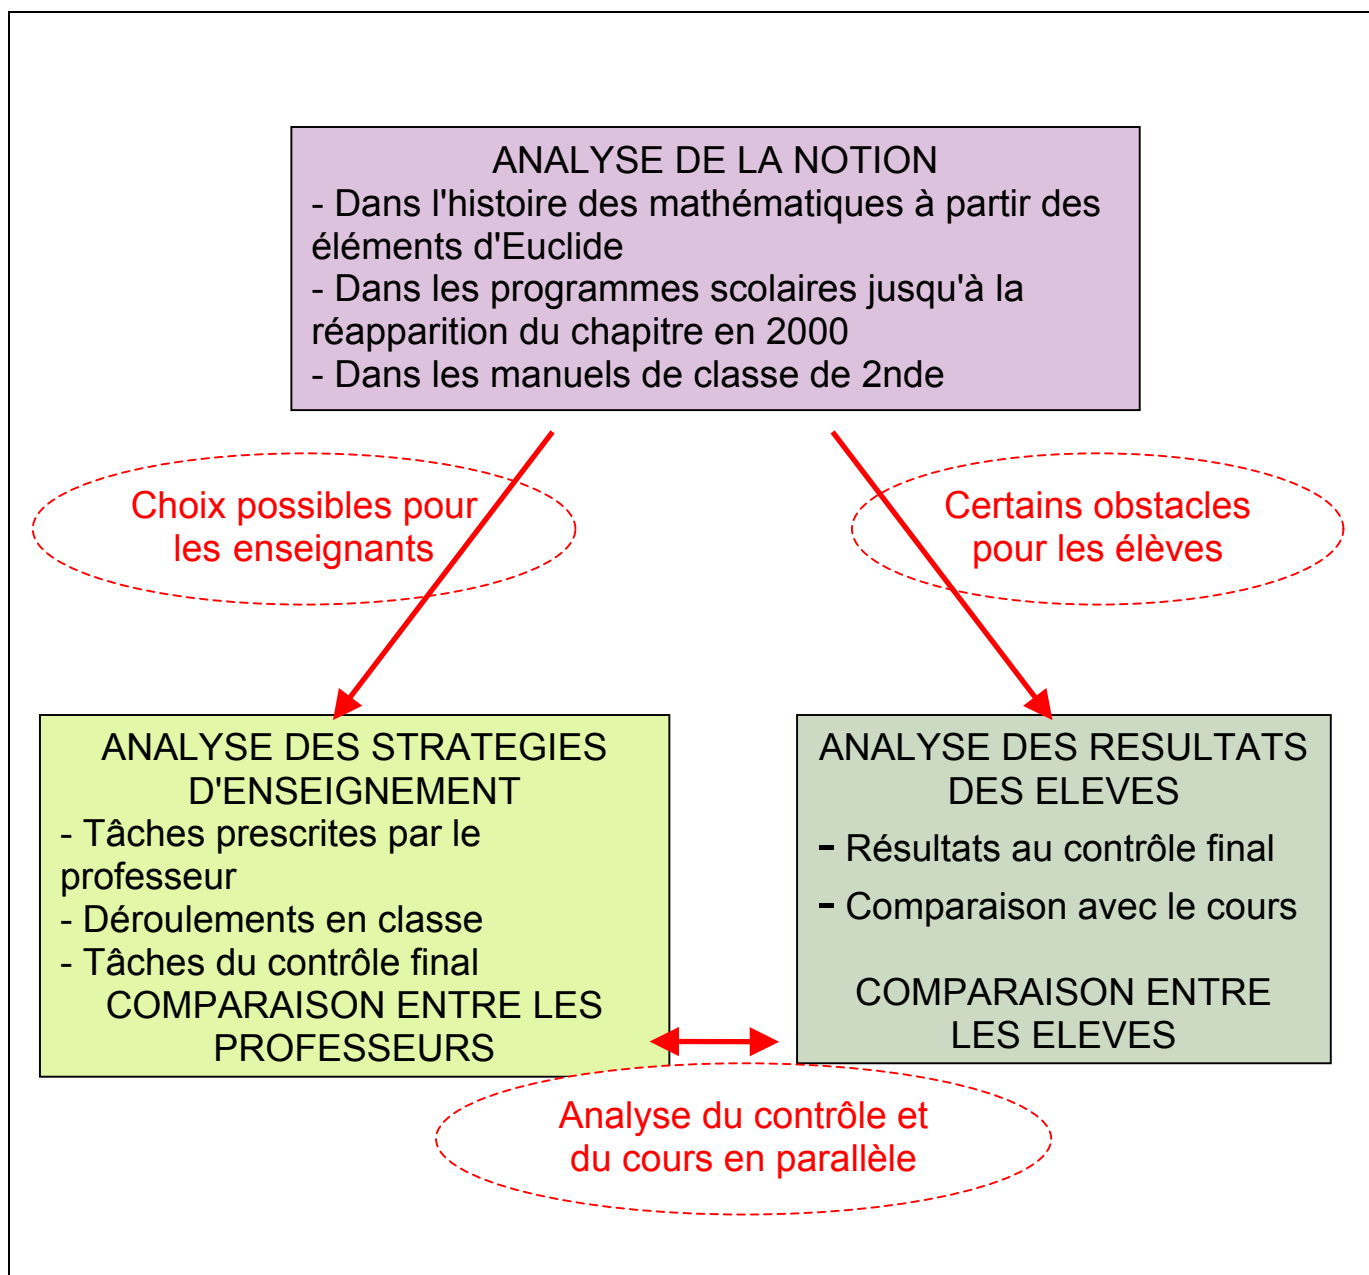 ANALYSE DE LA NOTION
- Dans l'histoire des mathématiques à partir des
éléments d'Euclide
- Dans les programmes scolaires jusqu'à la
réapparition du chapitre en 2000
- Dans les manuels de classe de 2nde
Choix possibles pour
les enseignants
Certains obstacles
pour les élèves
ANALYSE DES STRATEGIES
D'ENSEIGNEMENT
- Tâches prescrites par le
professeur
- Déroulements en classe
- Tâches du contrôle final
COMPARAISON ENTRE LES
PROFESSEURS
ANALYSE DES RESULTATS
DES ELEVES
- Résultats au contrôle final
- Comparaison avec le cours
COMPARAISON ENTRE
LES ELEVES
Analyse du contrôle et
du cours en parallèle